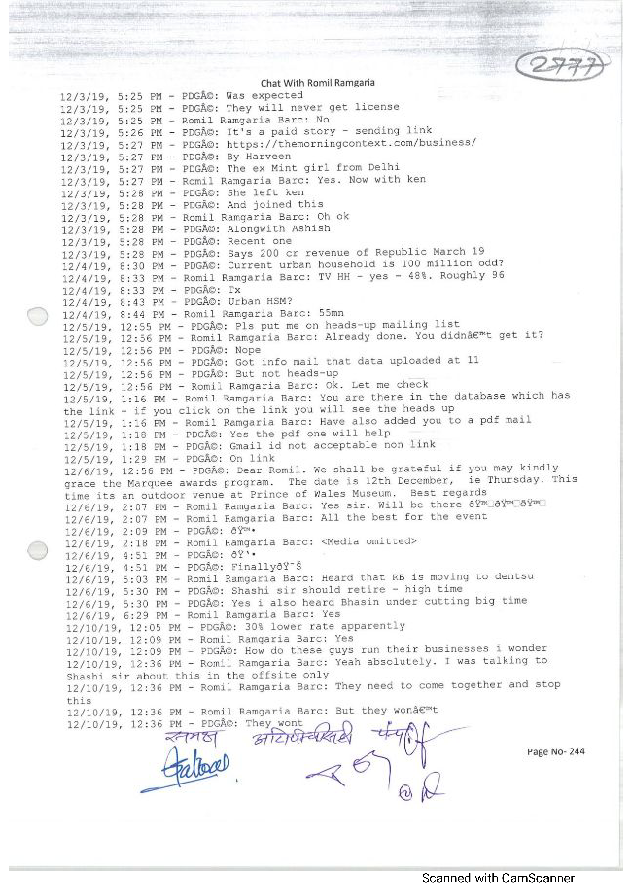 2777
Chat With Romil Ramgaria
12/3/19, 5:25 PM - PDGÂ©: Was expected
12/3/19, 5:25 PM - PDGÂ©: They will never get license
12/3/19, 5:25 PM - Romil Ramgaria Barc: No
12/3/19, 5:26 PM - PDGÂ©: It's a paid story - sending link
12/3/19, 5:27 PM - PDGÂ©: https://themorningcontext.com/business/
12/3/19, 5:27 PM - PDGÂ©: By Harveen
12/3/19, 5:27 PM - PDGÂ©: The ex Mint girl from Delhi
12/3/19, 5:27 PM - Romil Ramgaria Barc: Yes. Now with ken
12/3/19, 5:28 PM - PDGÂ©: She left ken
12/3/19, 5:28 PM - PDGÂ©: And joined this
12/3/19, 5:28 PM - Romil Ramgaria Barc: Oh ok
12/3/19, 5:28 PM - PDGÂ©: Alongwith Ashish
12/3/19, 5:28 PM - PDGÂ©: Recent one
12/3/19, 5:28 PM - PDGÂ©: Says 200 cr revenue of Republic March 19
12/4/19, 8:30 PM - PDGÂ©: Current urban household is 100 million odd?
12/4/19, 8:33 PM - Romil Ramgaria Barc: TV HH - yes - 48%. Roughly 96
12/4/19, 8:33 PM - PDGÂ©: Tx
12/4/19, 8:43 PM - PDGÂ©: Urban HSM?
12/4/19, 8:44 PM - Romil Ramgaria Barc: 55mn
12/5/19, 12:55 PM - PDGÂ©: Pls put me on heads-up mailing list
12/5/19, 12:56 PM - Romil Ramgaria Barc: Already done. You didnâ€™t get it?
12/5/19, 12:56 PM - PDGÂ©: Nope
12/5/19, 12:56 PM - PDGÂ©: Got info mail that data uploaded at 11
12/5/19, 12:56 PM - PDGÂ©: But not heads-up
12/5/19, 12:56 PM - Romil Ramgaria Barc: Ok. Let me check
12/5/19, 1:16 PM - Romil Ramgaria Barc: You are there in the database which has
the link - if you click on the link you will see the heads up
12/5/19, 1:16 PM - Romil Ramgaria Barc: Have also added you to a pdf mail
12/5/19, 1:18 PM - PDGÂ©: Yes the pdf one will help
12/5/19, 1:18 PM - PDGÂ©: Gmail id not acceptable non link
12/5/19, 1:29 PM - PDGÂ©: On link
12/6/19, 12:56 PM - PDGÂ©: Dear Romil. We shall be grateful if you may kindly
grace the Marquee awards program. The date is 12th December, ie Thursday. This
time its an outdoor venue at Prince of Wales Museum. Best regards
12/6/19, 2:07 PM - Romil Ramgaria Barc: Yes sir. Will be there
12/6/19, 2:07 PM - Romil Ramgaria Barc: All the best for the event
12/6/19, 2:09 PM - PDGÂ©:
12/6/19, 2:18 PM - Romil Ramgaria Barc: <Media omitted>
12/6/19, 4:51 PM - PDGÂ©:
12/6/19, 4:51 PM - PDGÂ©: Finally
12/6/19, 5:03 PM - Romil Ramgaria Barc: Heard that RB is moving to dentsu
12/6/19, 5:30 PM - PDGÂ©: Shashi sir should retire - high time
12/6/19, 5:30 PM - PDGÂ©: Yes i also heard Bhasin under cutting big time
12/6/19, 6:29 PM - Romil Ramgaria Barc: Yes
12/10/19, 12:05 PM - PDGÂ©: 30% lower rate apparently
12/10/19, 12:09 PM - Romil Ramgaria Barc: Yes
12/10/19, 12:09 PM - PDGÂ©: How do these guys run their businesses i wonder
12/10/19, 12:36 PM - Romil Ramgaria Barc: Yeah absolutely. I was talking to
Shashi sir about this in the offsite only
12/10/19, 12:36 PM - Romil Ramgaria Barc: They need to come together and stop
this
12/10/19, 12:36 PM - Romil Ramgaria Barc: But they wonâ€™t
12/10/19, 12:36 PM - PDGÂ©: They wont
Page No- 244
Scanned with CamScanner